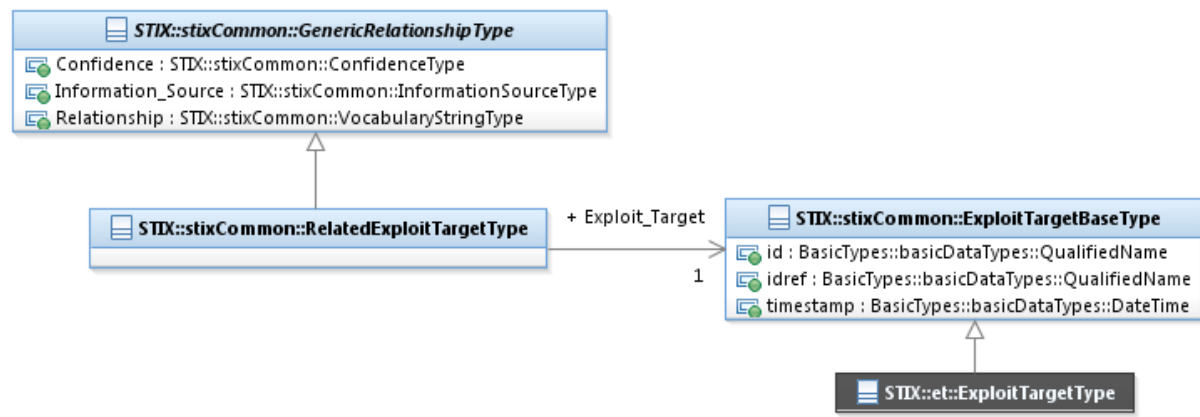 STIX::stixCommon::GenericRelationshipType
Confidence : STIX::stixCommon::ConfidenceType
Information_Source : STIX::stixCommon::InformationSourceType
Relationship : STIX::stixCommon::VocabularyStringType
STIX::stixCommon::RelatedExploitTargetType
+ Exploit_Target
1
STIX::stixCommon::ExploitTargetBaseType
id : BasicTypes::basicDataTypes::QualifiedName
idref : BasicTypes::basicDataTypes::QualifiedName
timestamp : BasicTypes::basicDataTypes::DateTime
STIX::et::ExploitTargetType